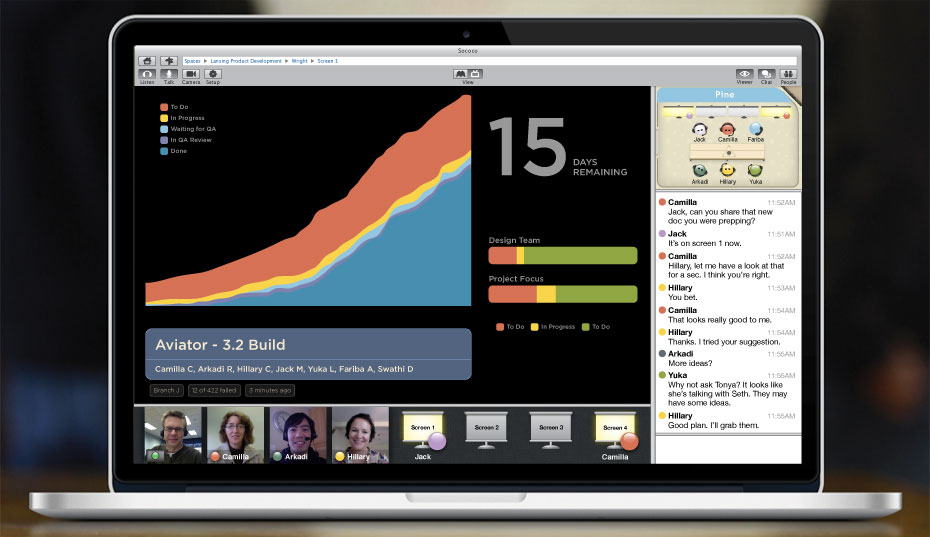 Sococo
Spaces ▸ Lansing Product Development ▸ Wright ▸ Screen 1
Listen Talk Camera Setup View Viewer Chat People
To Do
In Progress
Waiting for QA
In QA Review
Done
15 DAYS
REMAINING
Design Team
Project Focus
To Do In Progress To Do
Aviator - 3.2 Build
Camilla C, Arkadi R, Hillary C, Jack M, Yuka L, Fariba A, Swathi D
Branch J 12 of 422 failed 3 minutes ago
Camilla Arkadi Hillary
Screen 1 Screen 2 Screen 3 Screen 4
Jack Camilla
Pine
Jack Camilla Fariba
Arkadi Hillary Yuka
Camilla 11:52AM
Jack, can you share that new
doc you were prepping?
Jack 11:51AM
It's on screen 1 now.
Camilla 11:52AM
Hillary, let me have a look at that
for a sec. I think you're right.
Hillary 11:53AM
You bet.
Camilla 11:54AM
That looks really good to me.
Hillary 11:54AM
Thanks. I tried your suggestion.
Arkadi 11:55AM
More ideas?
Yuka 11:55AM
Why not ask Tonya? It looks like
she's talking with Seth. They may
have some ideas.
Hillary 11:55AM
Good plan. I'll grab them.